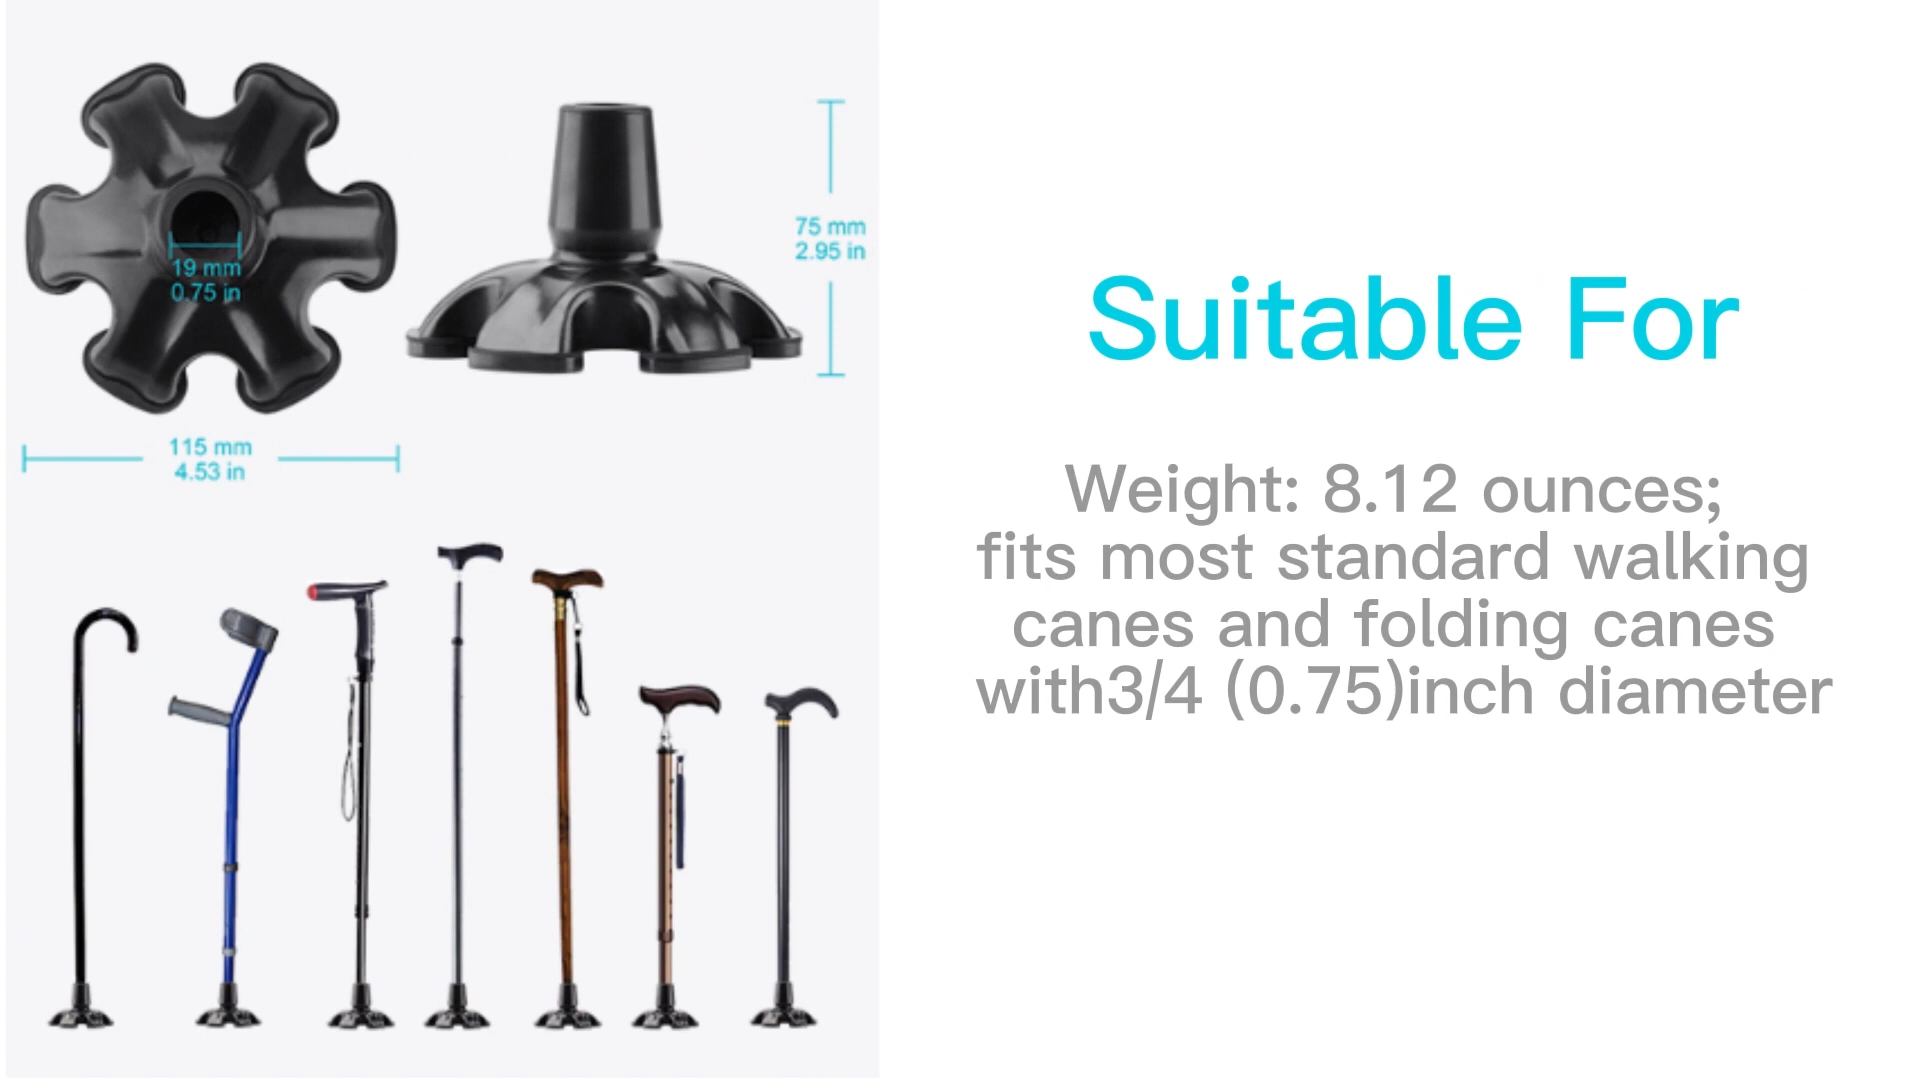 19 mm
0.75 in
75 mm
2.95 in
115 mm
4.53 in
Suitable For
Weight: 8.12 ounces;
fits most standard walking
canes and folding canes
with3/4 (0.75)inch diameter